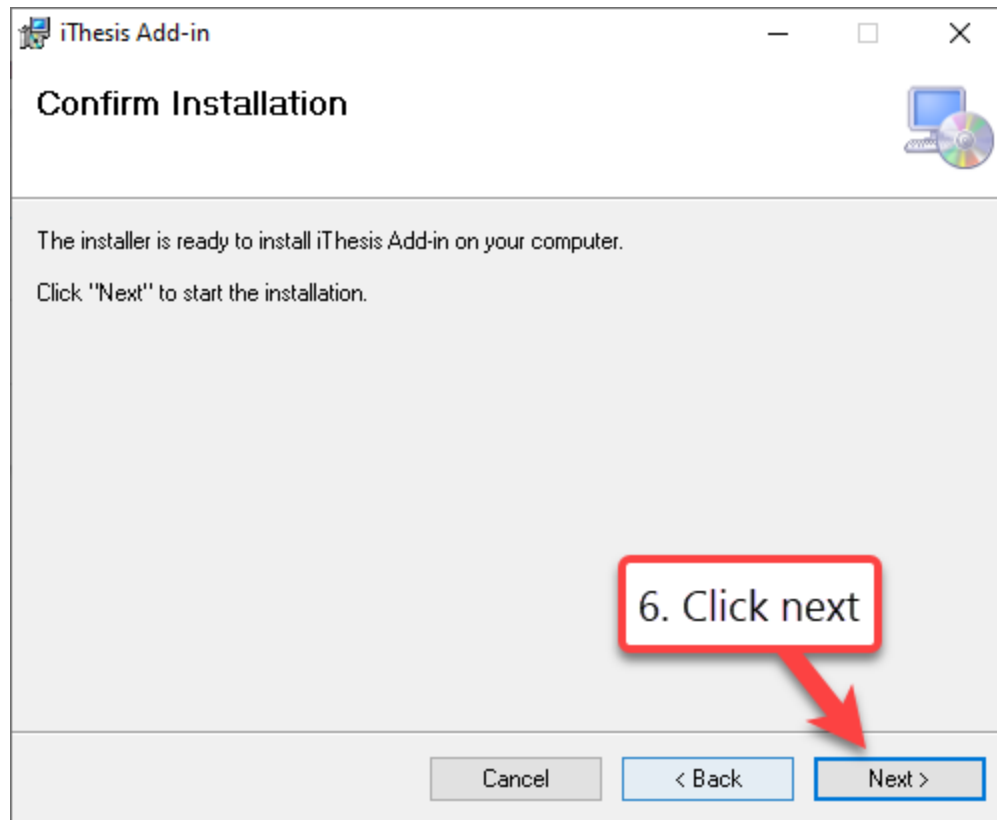 iThesis Add-in
Confirm Installation
The installer is ready to install iThesis Add-in on your computer.
Click "Next" to start the installation.
6. Click next
Cancel
< Back
Next >